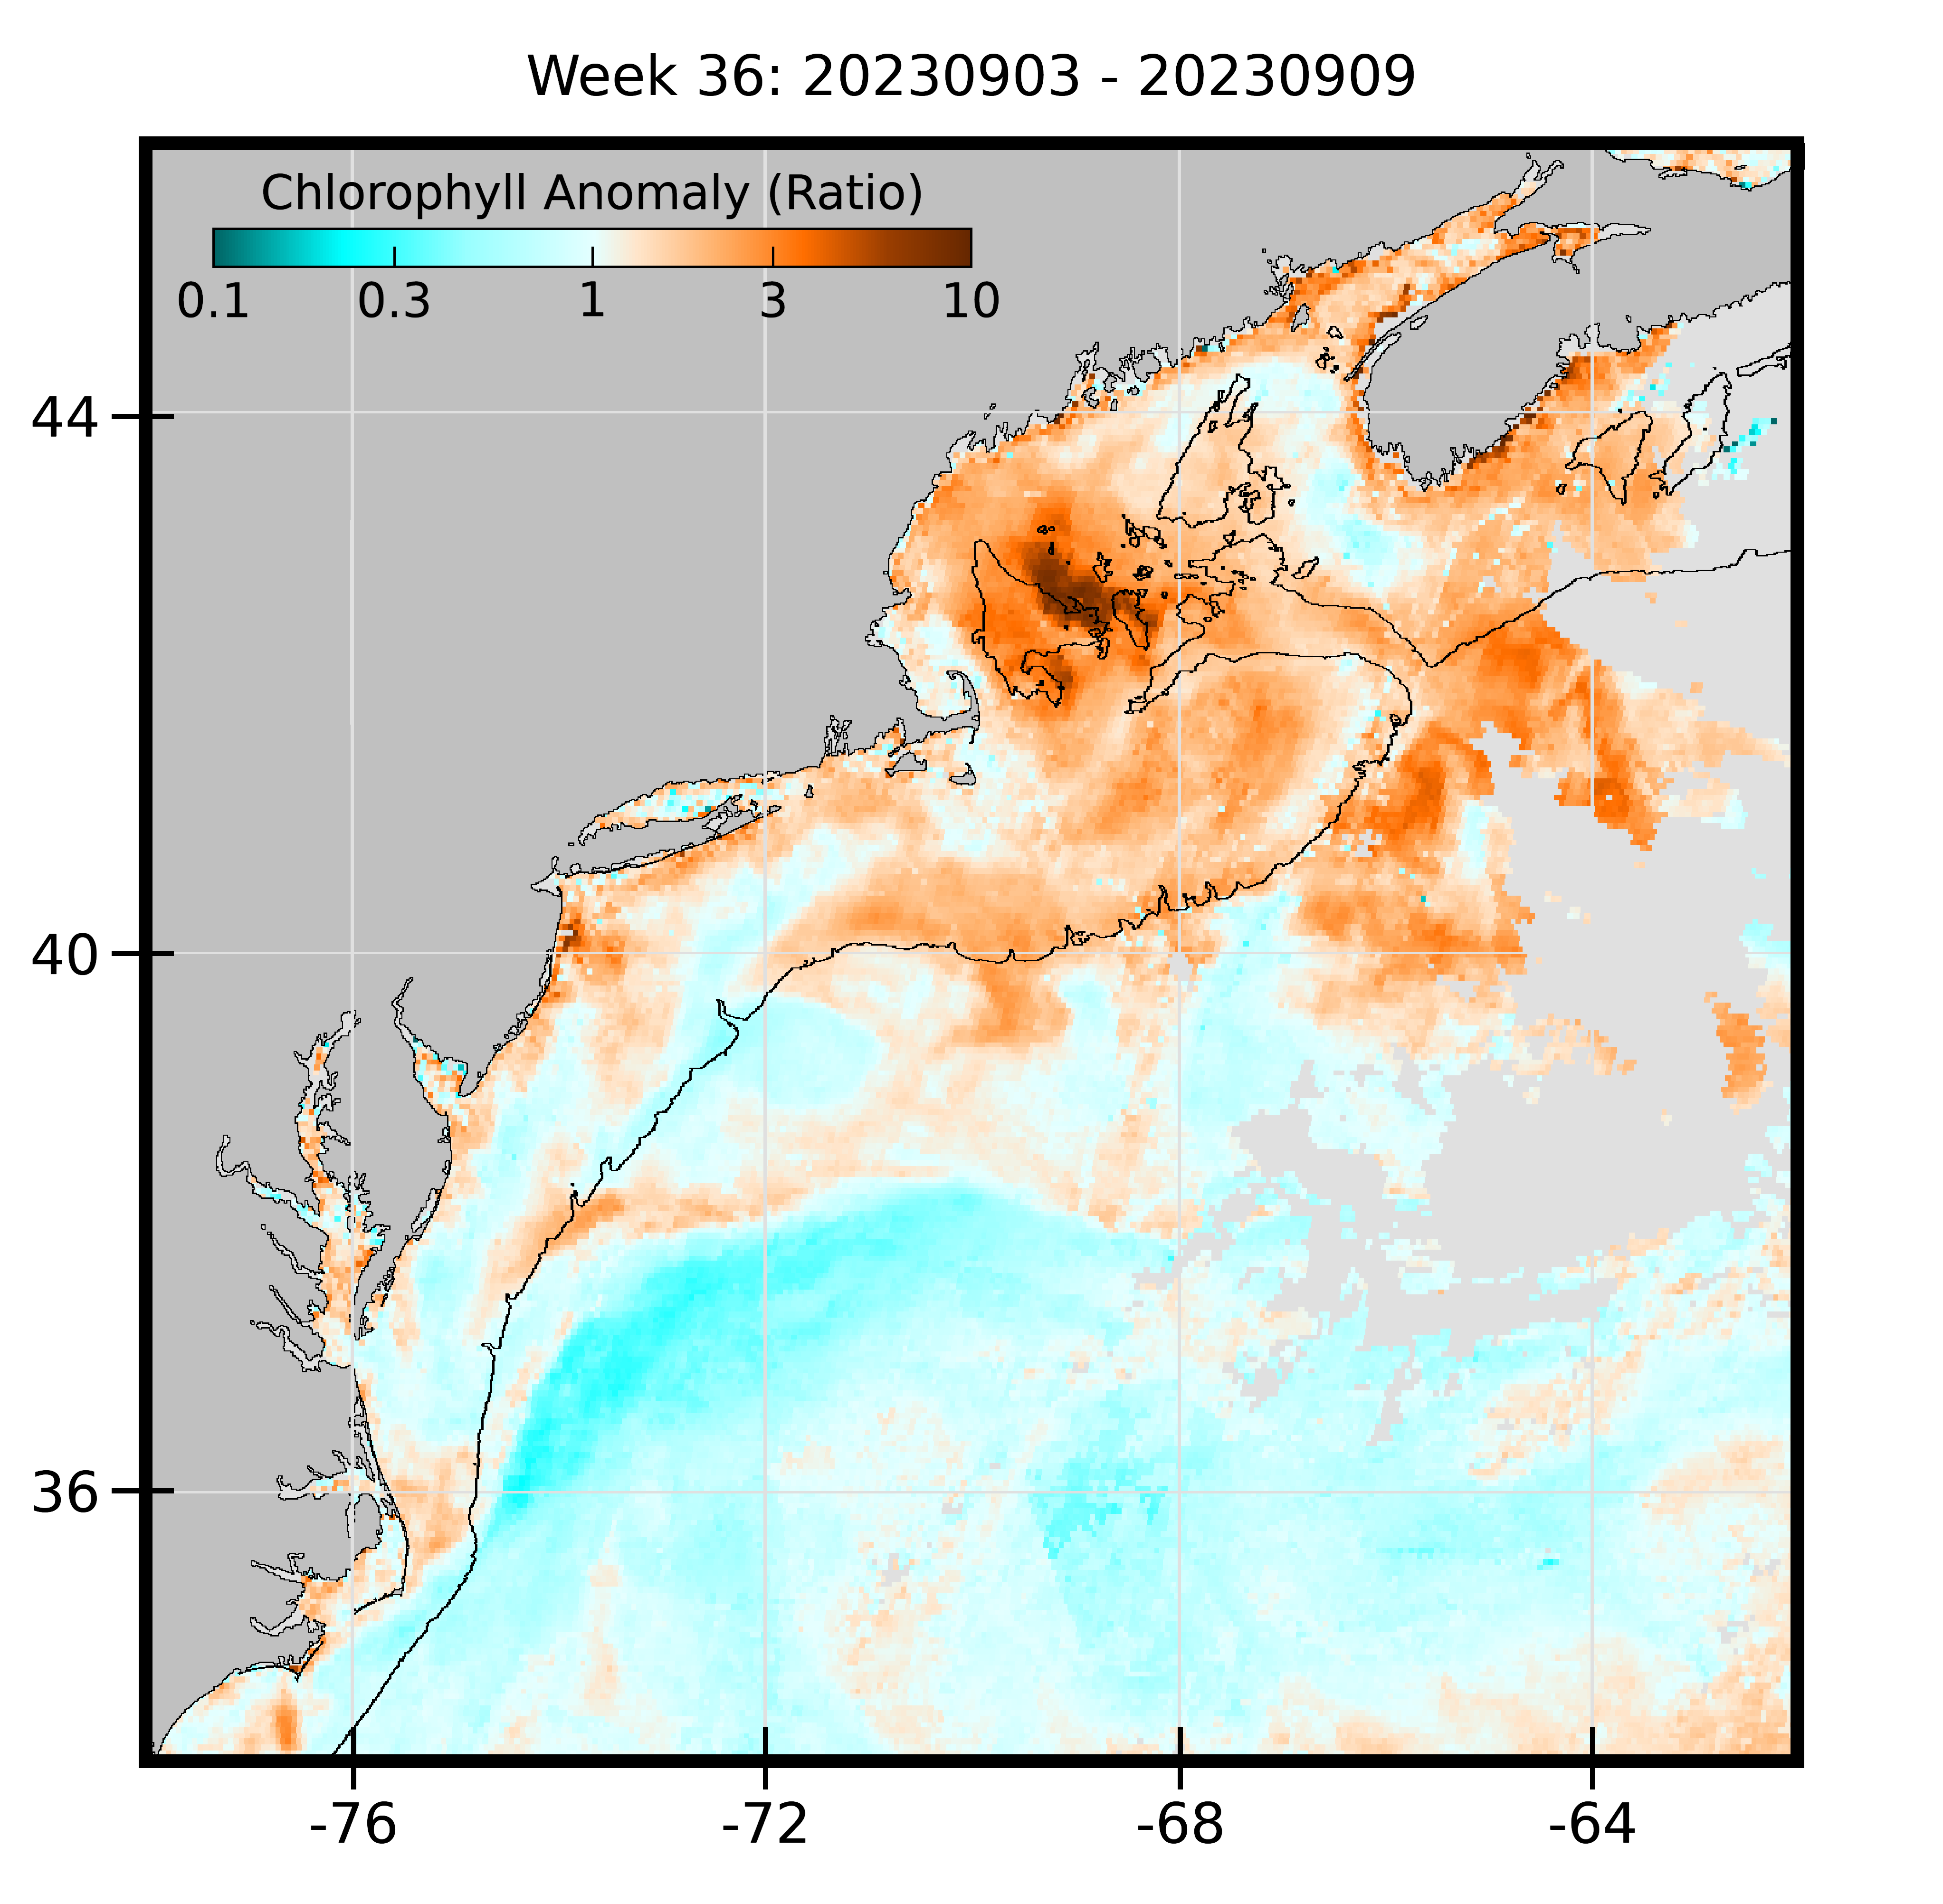 Week 36: 20230903 - 20230909
Chlorophyll Anomaly (Ratio)
0.1 0.3 1 3 10
44
40
36
-76 -72 -68 -64